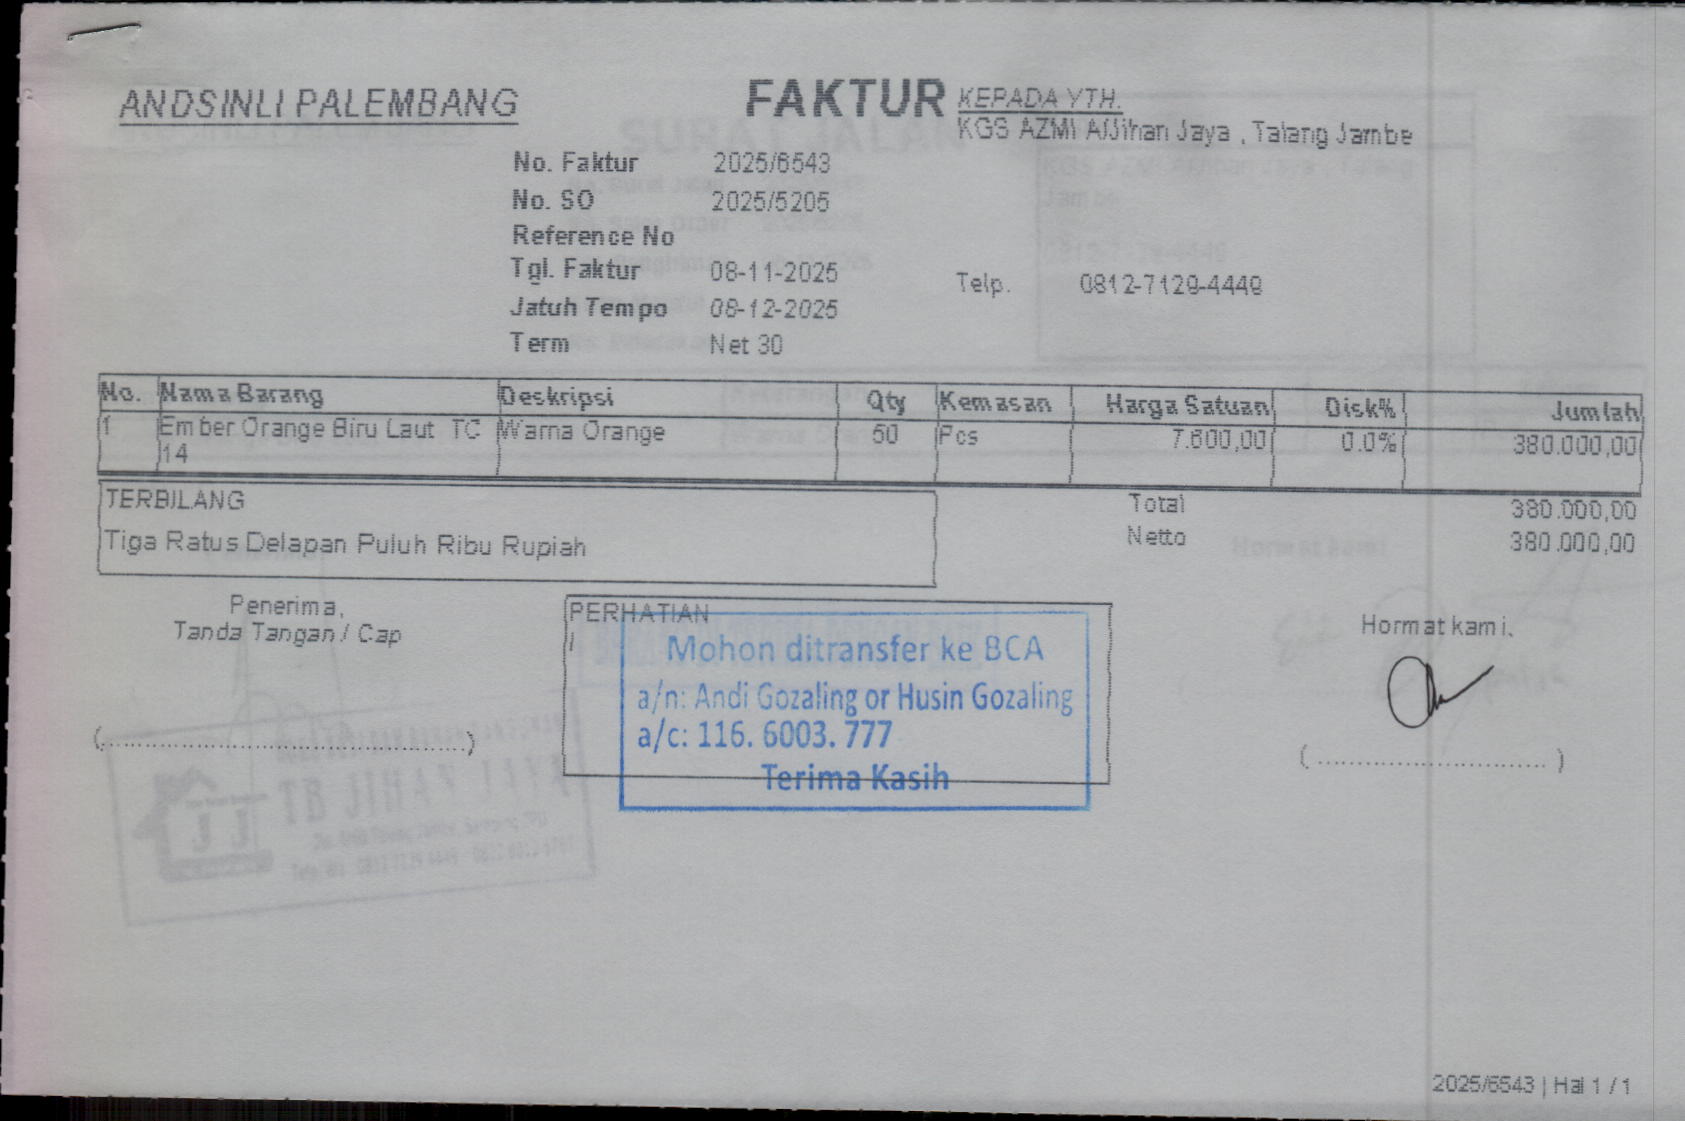 ANDSINLI PALEMBANG
FAKTUR
KEPADA YTH.
KGS AZMI A/Jihan Jaya , Talang Jambe
No. Faktur 2025/6543
No. SO 2025/5205
Reference No
Tgl. Faktur 08-11-2025
Telp. 0812-7129-4449
Jatuh Tempo 08-12-2025
Term Net 30
No. Nama Barang Deskripsi Qty Kemasan Harga Satuan Disk% Jumlah
1 Ember Orange Biru Laut TC Warna Orange 50 Pcs 7.600,00 0.0% 380.000,00
14
TERBILANG
Total 380.000,00
Tiga Ratus Delapan Puluh Ribu Rupiah
Netto 380.000,00
Penerima,
Tanda Tangan / Cap
PERHATIAN
Mohon ditransfer ke BCA
a/n: Andi Gozaling or Husin Gozaling
a/c: 116. 6003. 777
Terima Kasih
Hormat kami,
TB JIHAN JAYA
2025/6543 | Hal 1 / 1